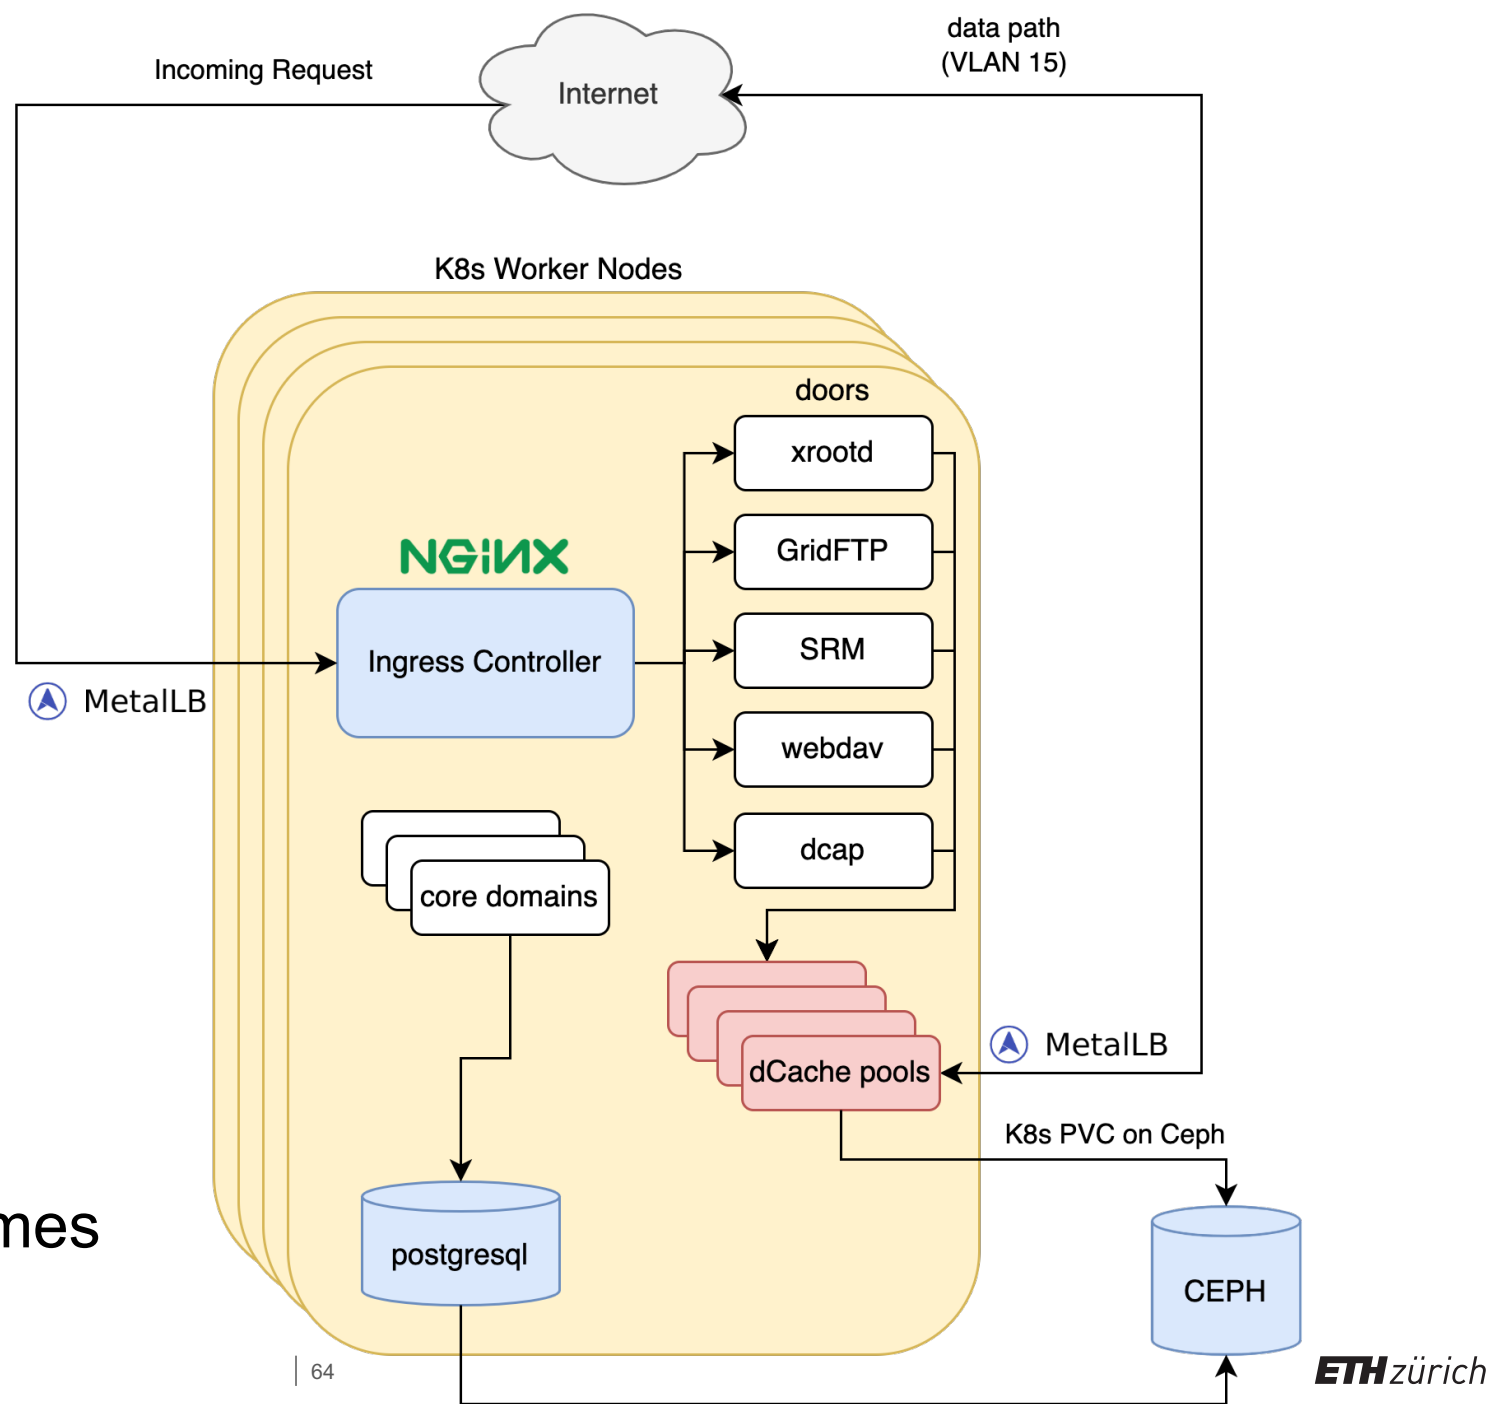 data path
(VLAN 15)
Incoming Request
Internet
K8s Worker Nodes
doors
xrootd
GridFTP
NGINX
SRM
Ingress Controller
MetalLB
webdav
dcap
core domains
MetalLB
dCache pools
K8s PVC on Ceph
mes
postgresql
CEPH
64
ETH zürich